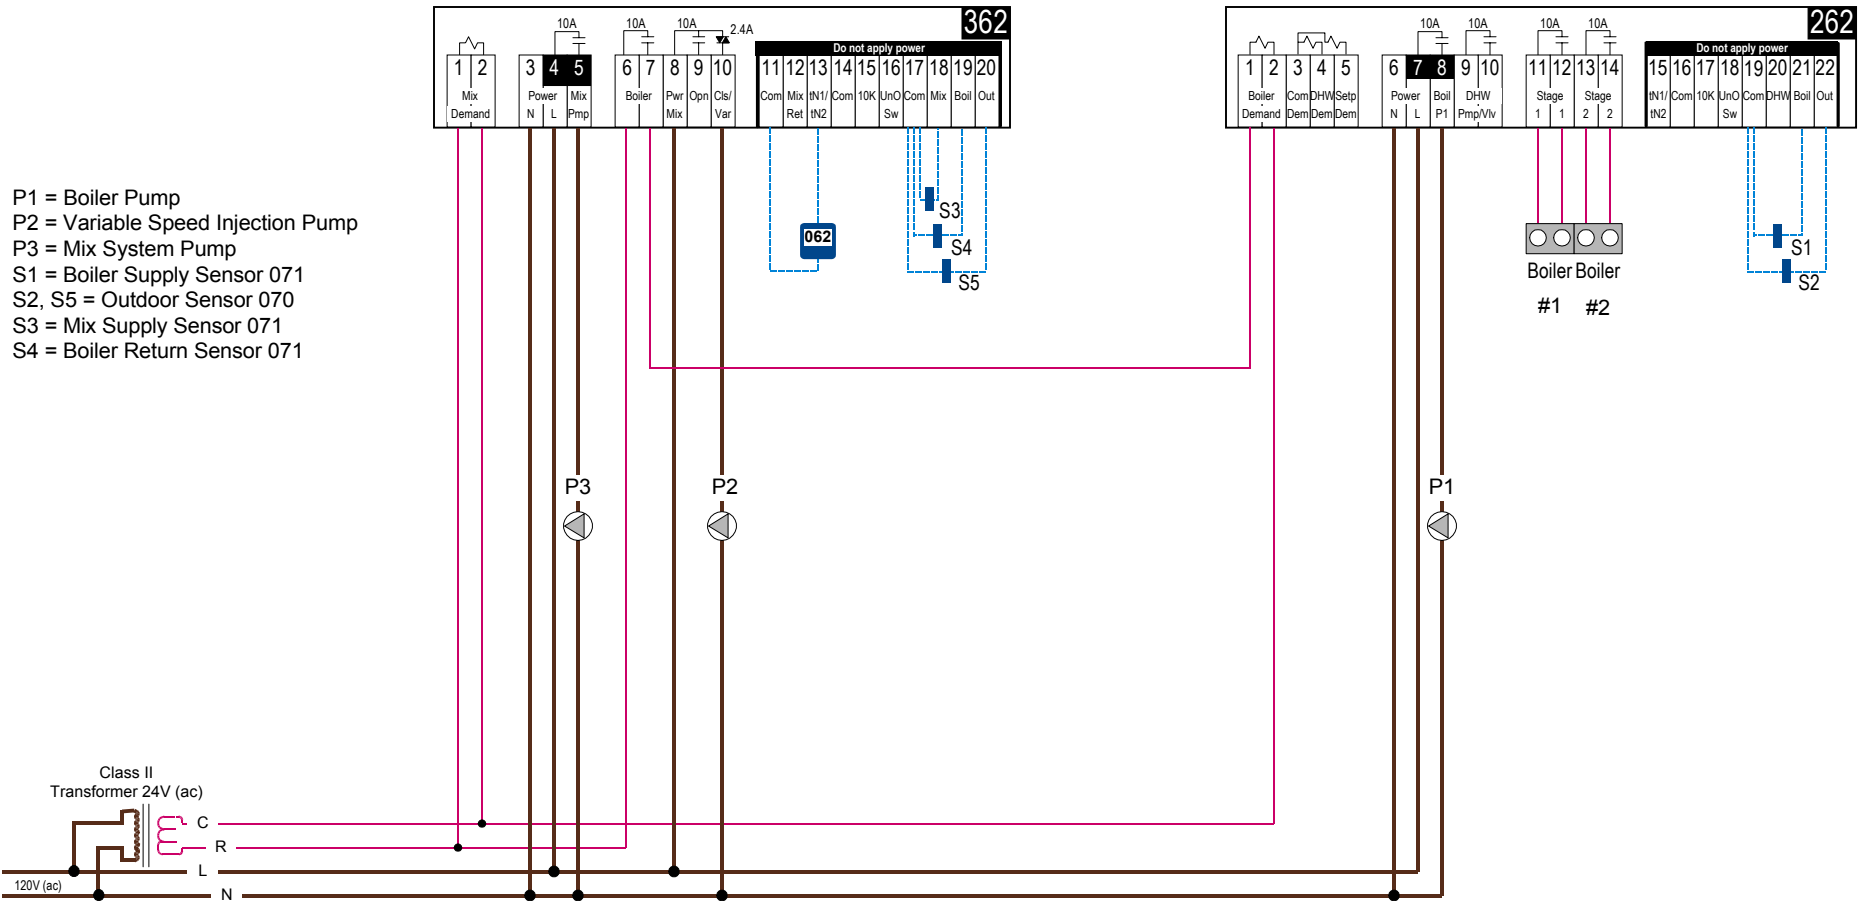 362
10A 10A 10A 2.4A
Do not apply power
1 2 3 4 5 6 7 8 9 10 11 12 13 14 15 16 17 18 19 20
Mix Power Mix Boiler Pwr Opn Cls/ Com Mix tN1/ Com 10K UnO Com Mix Boil Out
Demand N L Pmp Mix Var Ret tN2 Sw
262
10A 10A 10A 10A
Do not apply power
1 2 3 4 5 6 7 8 9 10 11 12 13 14 15 16 17 18 19 20 21 22
Boiler Com DHW Setp Power Boil DHW Stage Stage tN1/ Com 10K UnO Com DHW Boil Out
Demand Dem Dem Dem N L P1 Pmp/Vlv 1 1 2 2 tN2 Sw
P1 = Boiler Pump
P2 = Variable Speed Injection Pump
P3 = Mix System Pump
S1 = Boiler Supply Sensor 071
S2, S5 = Outdoor Sensor 070
S3 = Mix Supply Sensor 071
S4 = Boiler Return Sensor 071
062
S3
S4
S5
Boiler Boiler
#1 #2
S1
S2
P3 P2 P1
Class II
Transformer 24V (ac)
C
R
L
120V (ac)
N